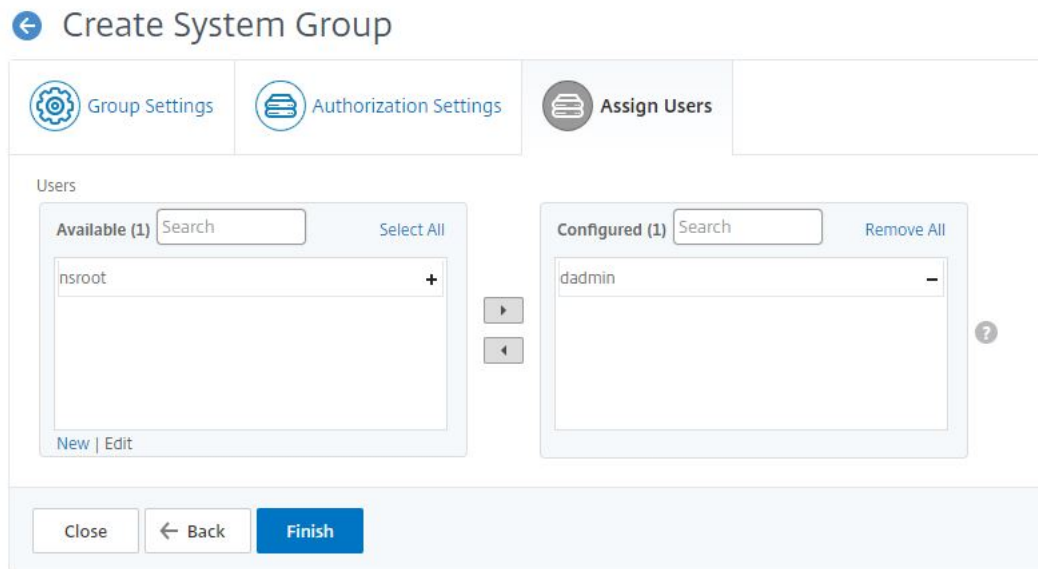 Create System Group
Group Settings
Authorization Settings
Assign Users
Users
Available (1) Search Select All
nsroot +
New | Edit
Configured (1) Search Remove All
dadmin −
?
Close
← Back
Finish